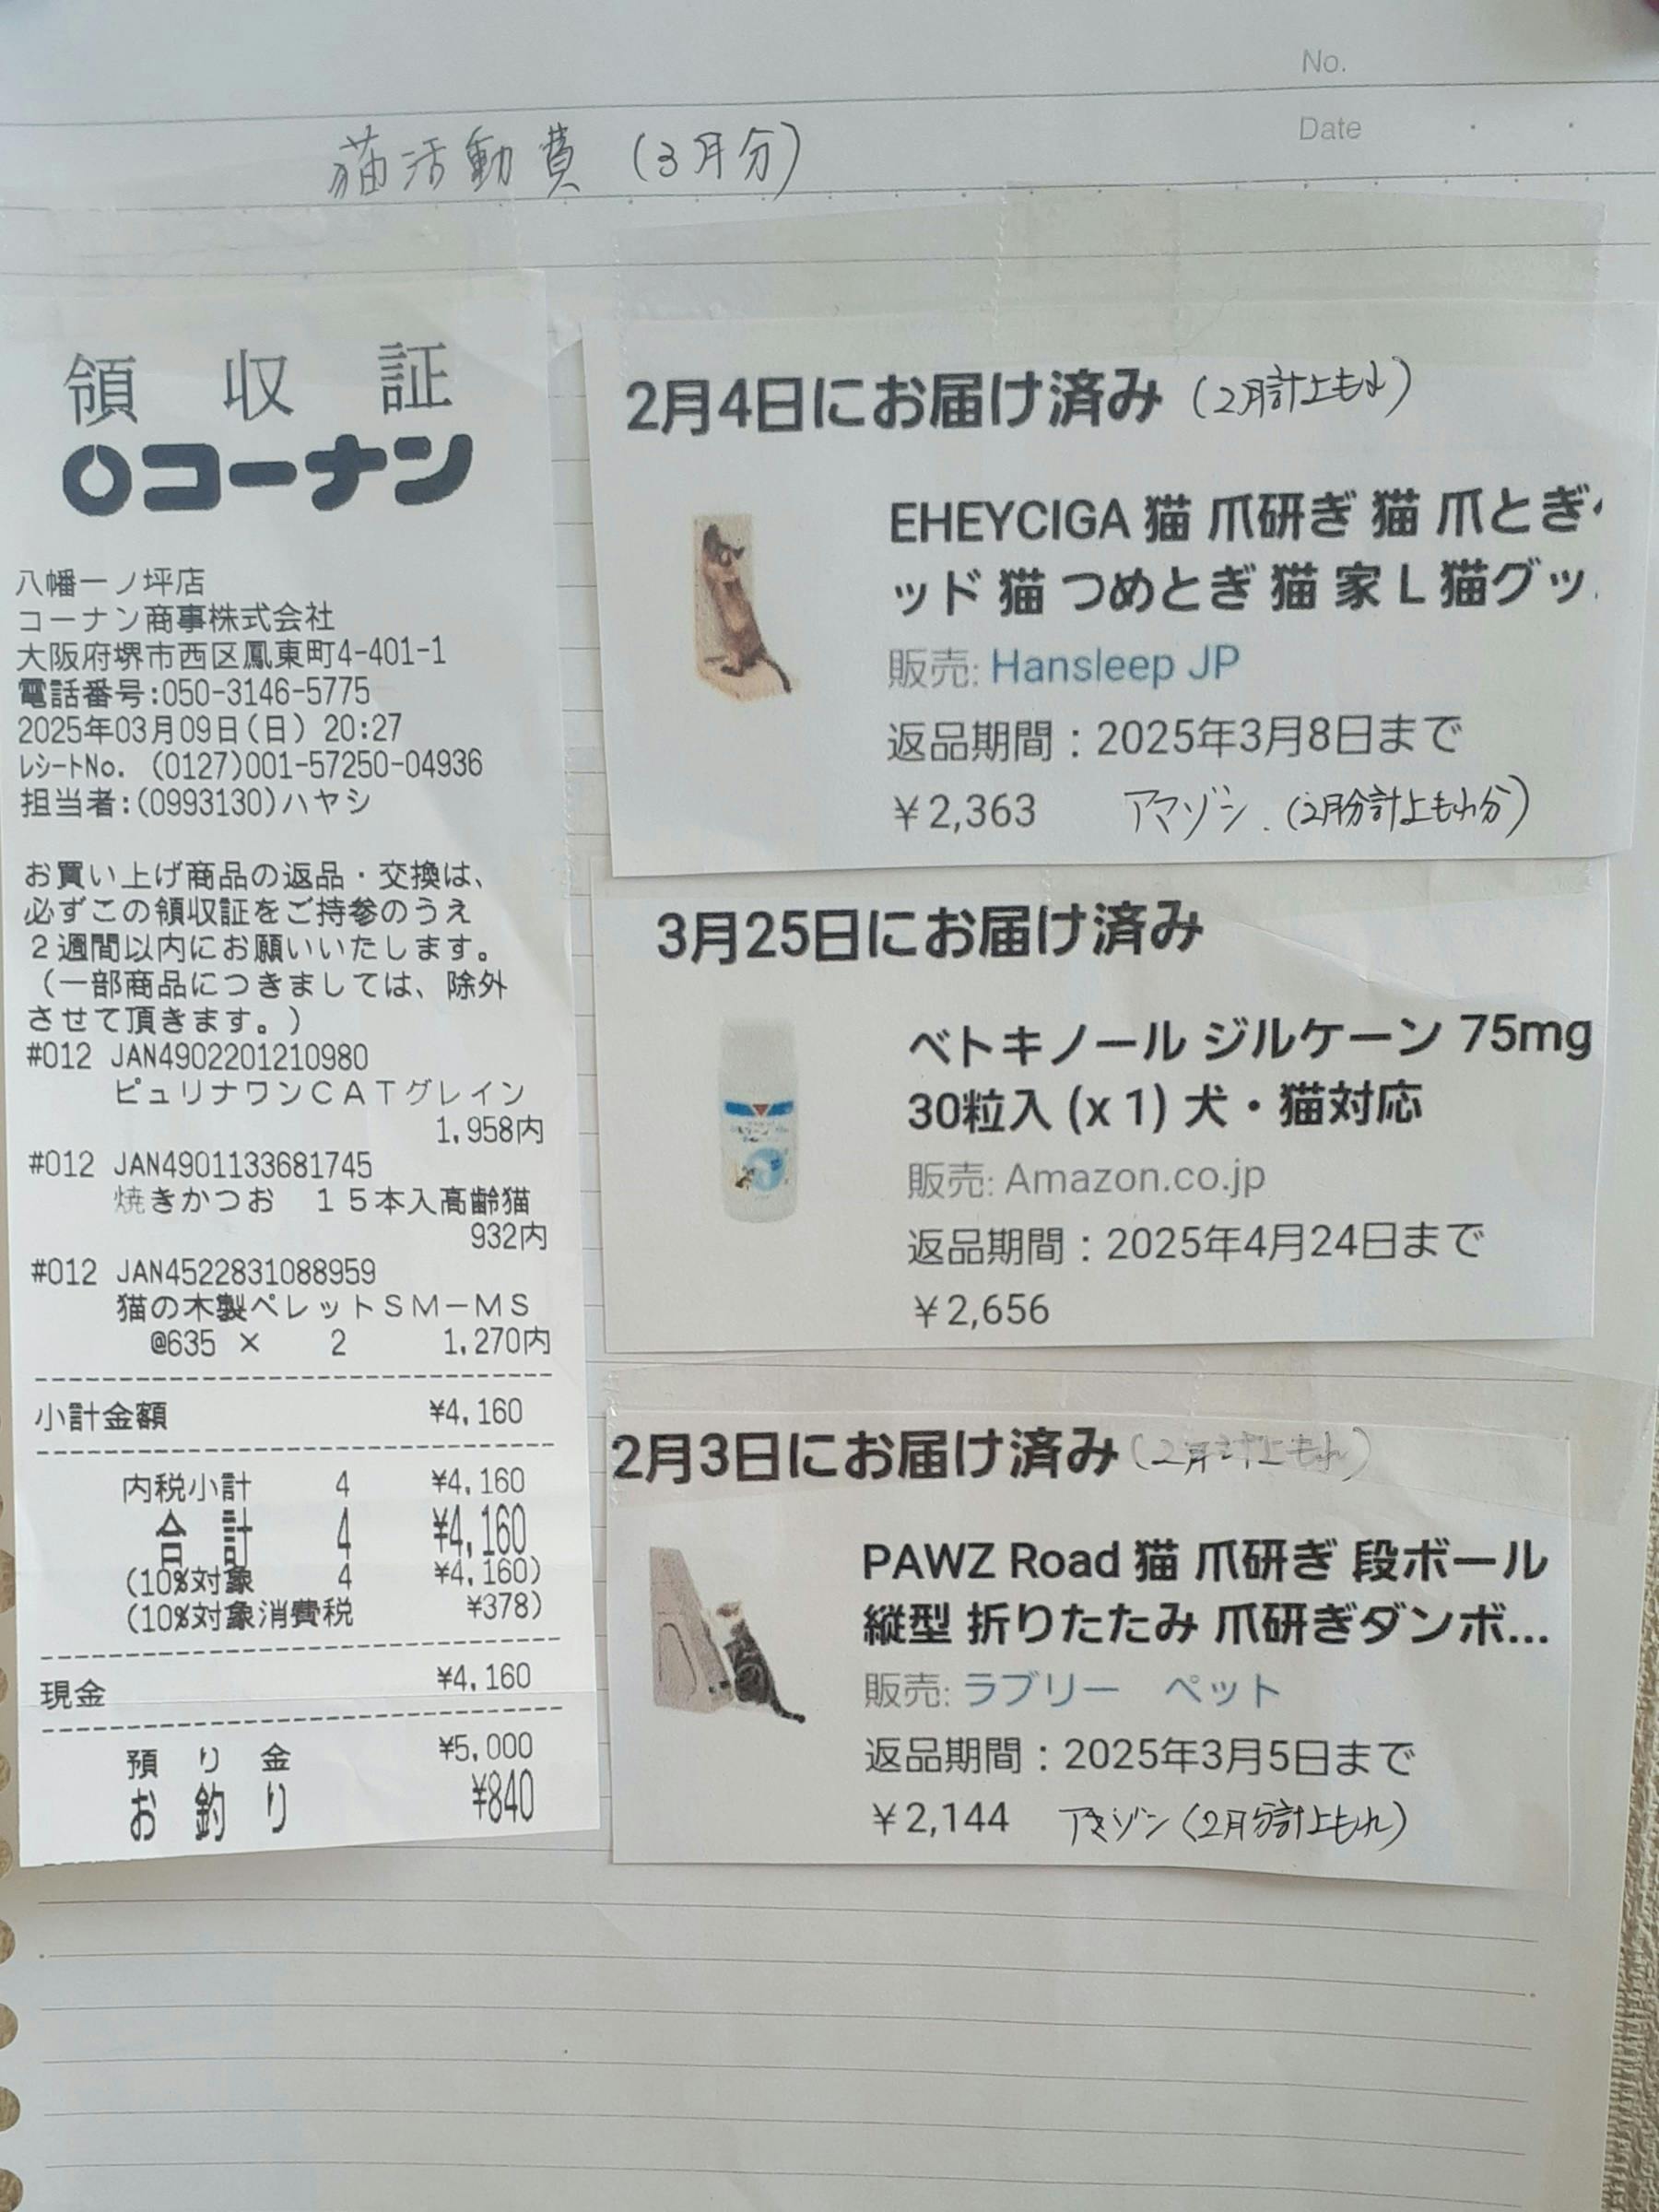 No.
Date
猫活動費 (3月分)
領収証
コーナン
八幡一ノ坪店
コーナン商事株式会社
大阪府堺市西区鳳東町4-401-1
電話番号:050-3146-5775
2025年03月09日(日) 20:27
ﾚｼｰﾄNo. (0127)001-57250-04936
担当者:(0993130)ハヤシ
お買い上げ商品の返品・交換は、
必ずこの領収証をご持参のうえ
2週間以内にお願いいたします。
(一部商品につきましては、除外
させて頂きます。)
#012 JAN4902201210980
ピュリナワンCATグレイン
1,958内
#012 JAN4901133681745
焼きかつお 15本入高齢猫
932内
#012 JAN4522831088959
猫の木製ペレットSM-MS
@635 × 2 1,270内
小計金額 ¥4,160
内税小計 4 ¥4,160
合計 4 ¥4,160
(10%対象 4 ¥4,160)
(10%対象消費税 ¥378)
現金 ¥4,160
預り金 ¥5,000
お釣り ¥840
2月4日にお届け済み (2月計上もれ)
EHEYCIGA 猫 爪研ぎ 猫 爪とぎベ
ッド 猫 つめとぎ 猫 家 L 猫グッ
販売: Hansleep JP
返品期間：2025年3月8日まで
¥2,363 アマゾン. (2月分計上もれ分)
3月25日にお届け済み
ベトキノール ジルケーン 75mg
30粒入 (x 1) 犬・猫対応
販売: Amazon.co.jp
返品期間：2025年4月24日まで
¥2,656
2月3日にお届け済み (2月計上もれ)
PAWZ Road 猫 爪研ぎ 段ボール
縦型 折りたたみ 爪研ぎダンボ...
販売: ラブリー ペット
返品期間：2025年3月5日まで
¥2,144 アマゾン (2月分計上もれ)